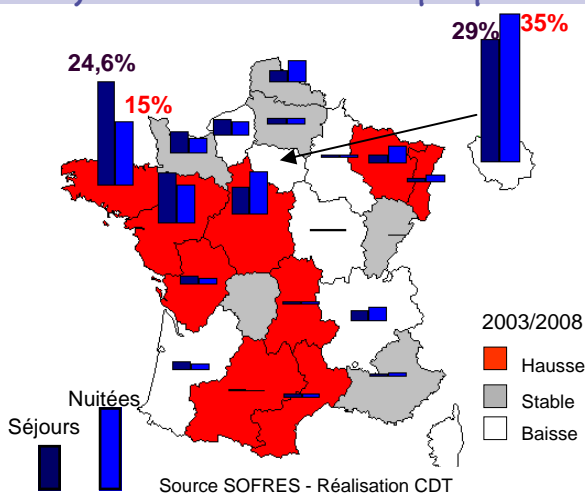 29%
35%
24,6%
15%
2003/2008
Hausse
Stable
Baisse
Nuitées
Séjours
Source SOFRES - Réalisation CDT